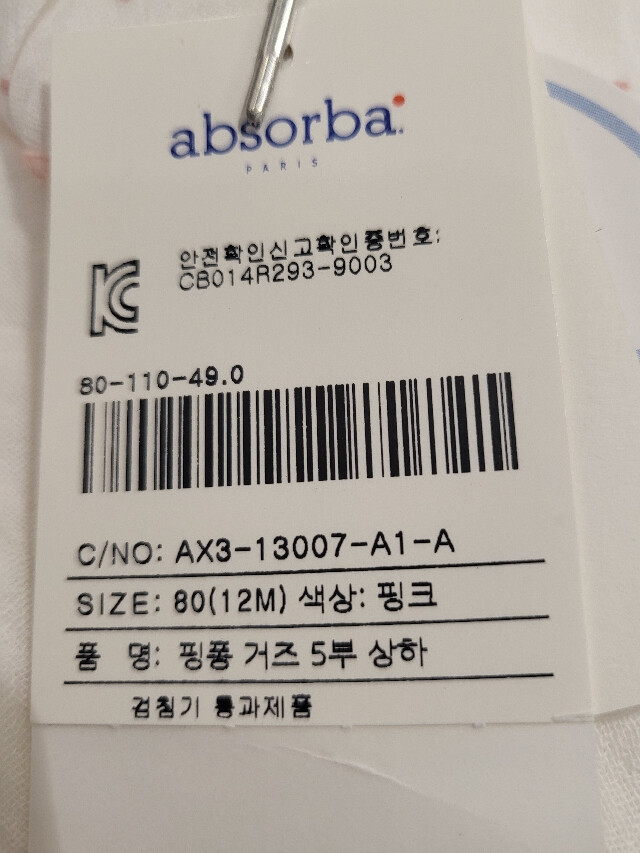 absorba
PARIS
안전확인신고확인증번호:
CB014R293-9003
80-110-49.0
C/NO: AX3-13007-A1-A
SIZE: 80(12M) 색상: 핑크
품 명: 핑퐁 거즈 5부 상하
검침기 통과제품